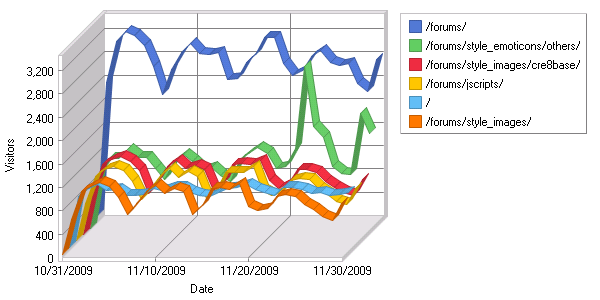 /forums/
/forums/style_emoticons/others/
/forums/style_images/cre8base/
/forums/jscripts/
/
/forums/style_images/
3,200
2,800
2,400
2,000
1,600
1,200
800
400
0
Visitors
10/31/2009 11/10/2009 11/20/2009 11/30/2009
Date